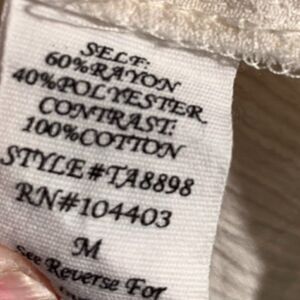 SELF:
60%RAYON
40%POLYESTER
CONTRAST:
100%COTTON
STYLE#TA8898
RN#104403
M
see Reverse For